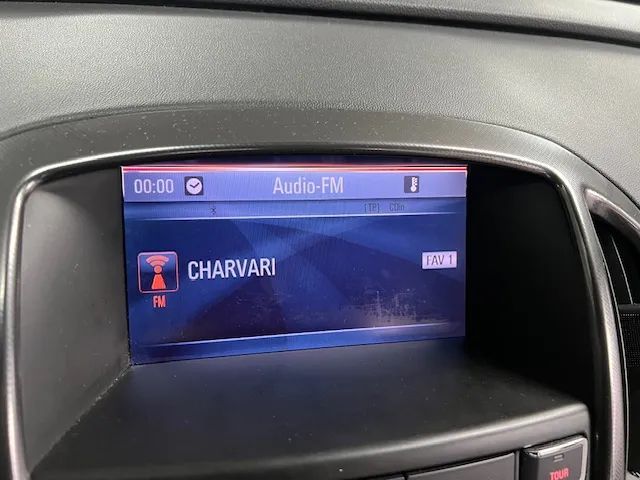 00:00 Audio-FM
[TP] CDin
CHARVARI FAV 1
FM
TOUR